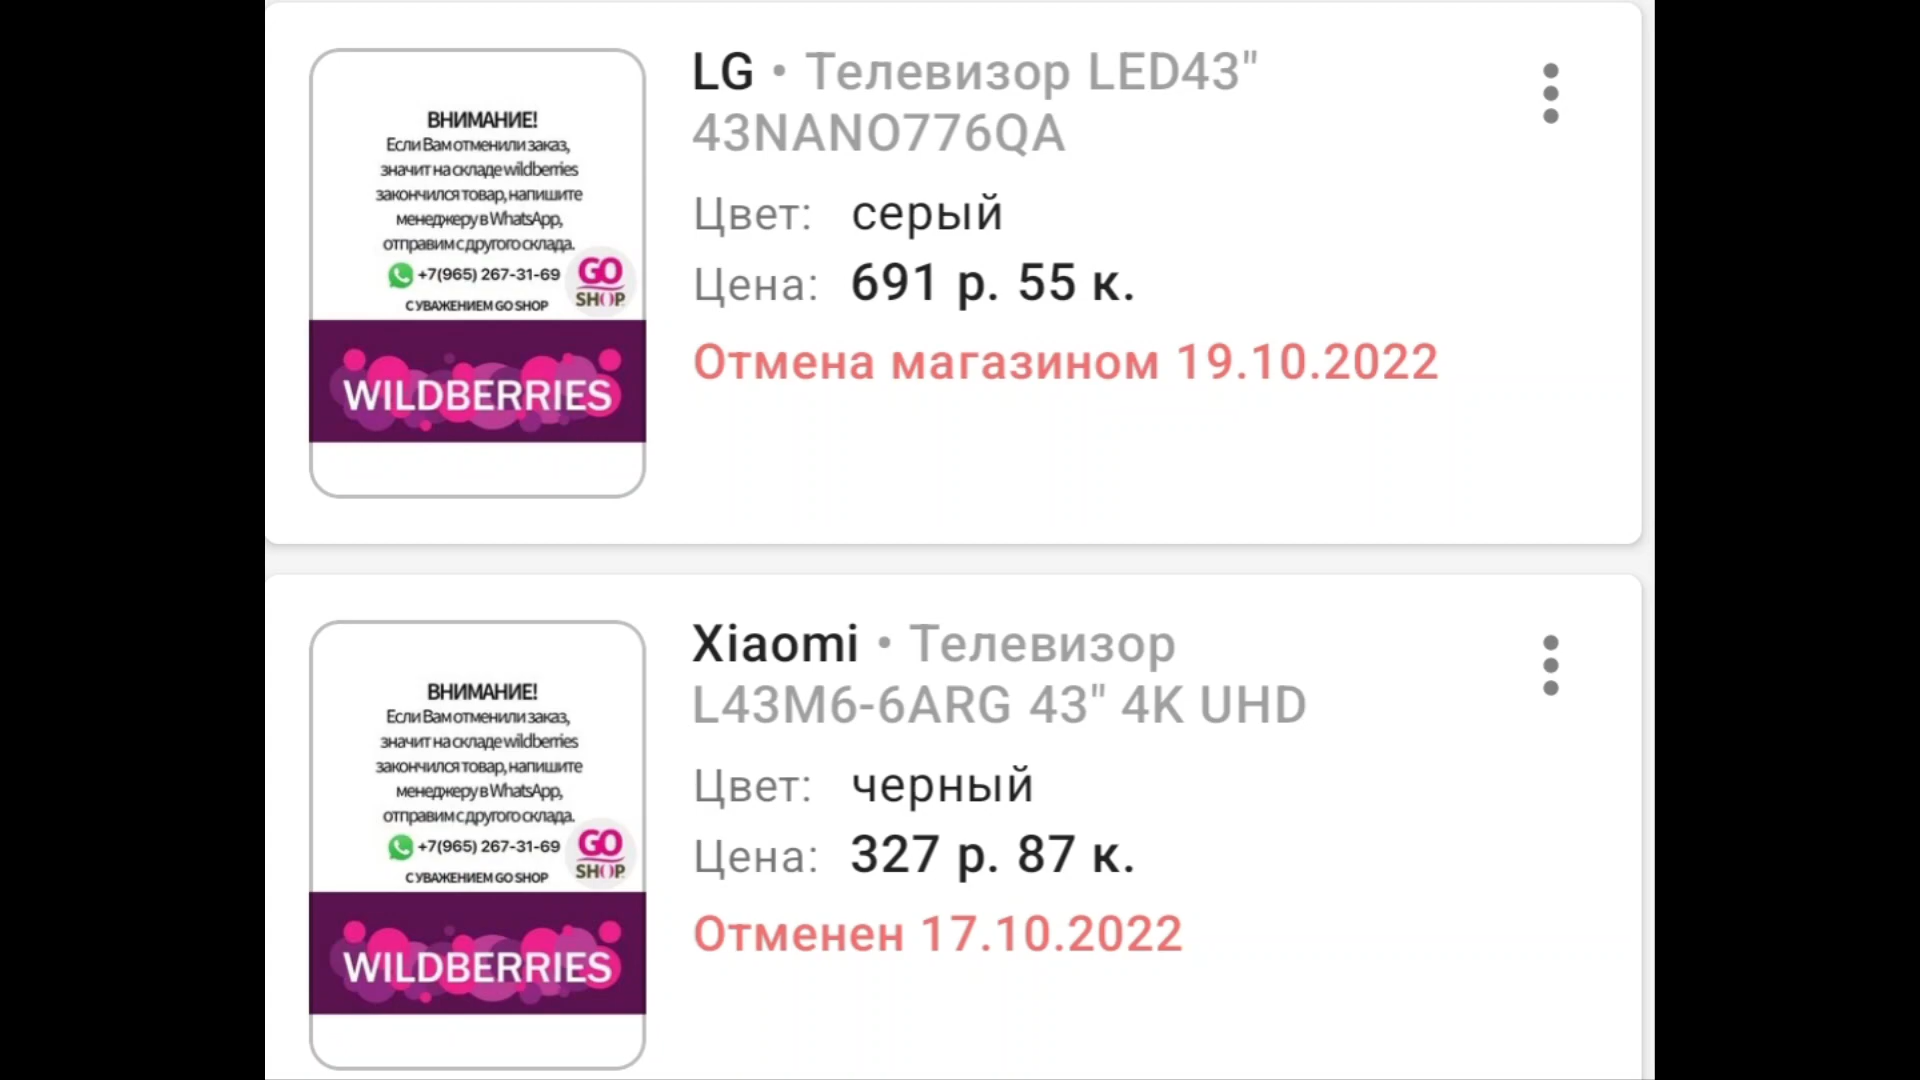 LG • Телевизор LED43"
43NANO776QA
Цвет: серый
Цена: 691 р. 55 к.
Отмена магазином 19.10.2022
ВНИМАНИЕ!
Если Вам отменили заказ,
значит на складе wildberries
закончился товар, напишите
менеджеру в WhatsApp,
отправим с другого склада.
+7(965) 267-31-69
С УВАЖЕНИЕМ GO SHOP
GO
SHOP
WILDBERRIES
Xiaomi • Телевизор
L43M6-6ARG 43" 4K UHD
Цвет: черный
Цена: 327 р. 87 к.
Отменен 17.10.2022
ВНИМАНИЕ!
Если Вам отменили заказ,
значит на складе wildberries
закончился товар, напишите
менеджеру в WhatsApp,
отправим с другого склада.
+7(965) 267-31-69
С УВАЖЕНИЕМ GO SHOP
GO
SHOP
WILDBERRIES